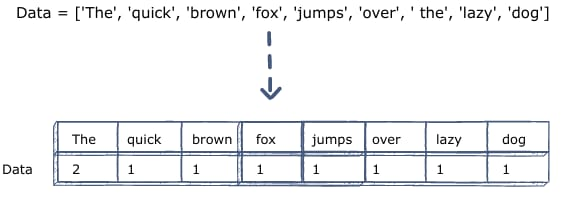 Data = ['The', 'quick', 'brown', 'fox', 'jumps', 'over', ' the', 'lazy', 'dog']
The quick brown fox jumps over lazy dog
Data 2 1 1 1 1 1 1 1